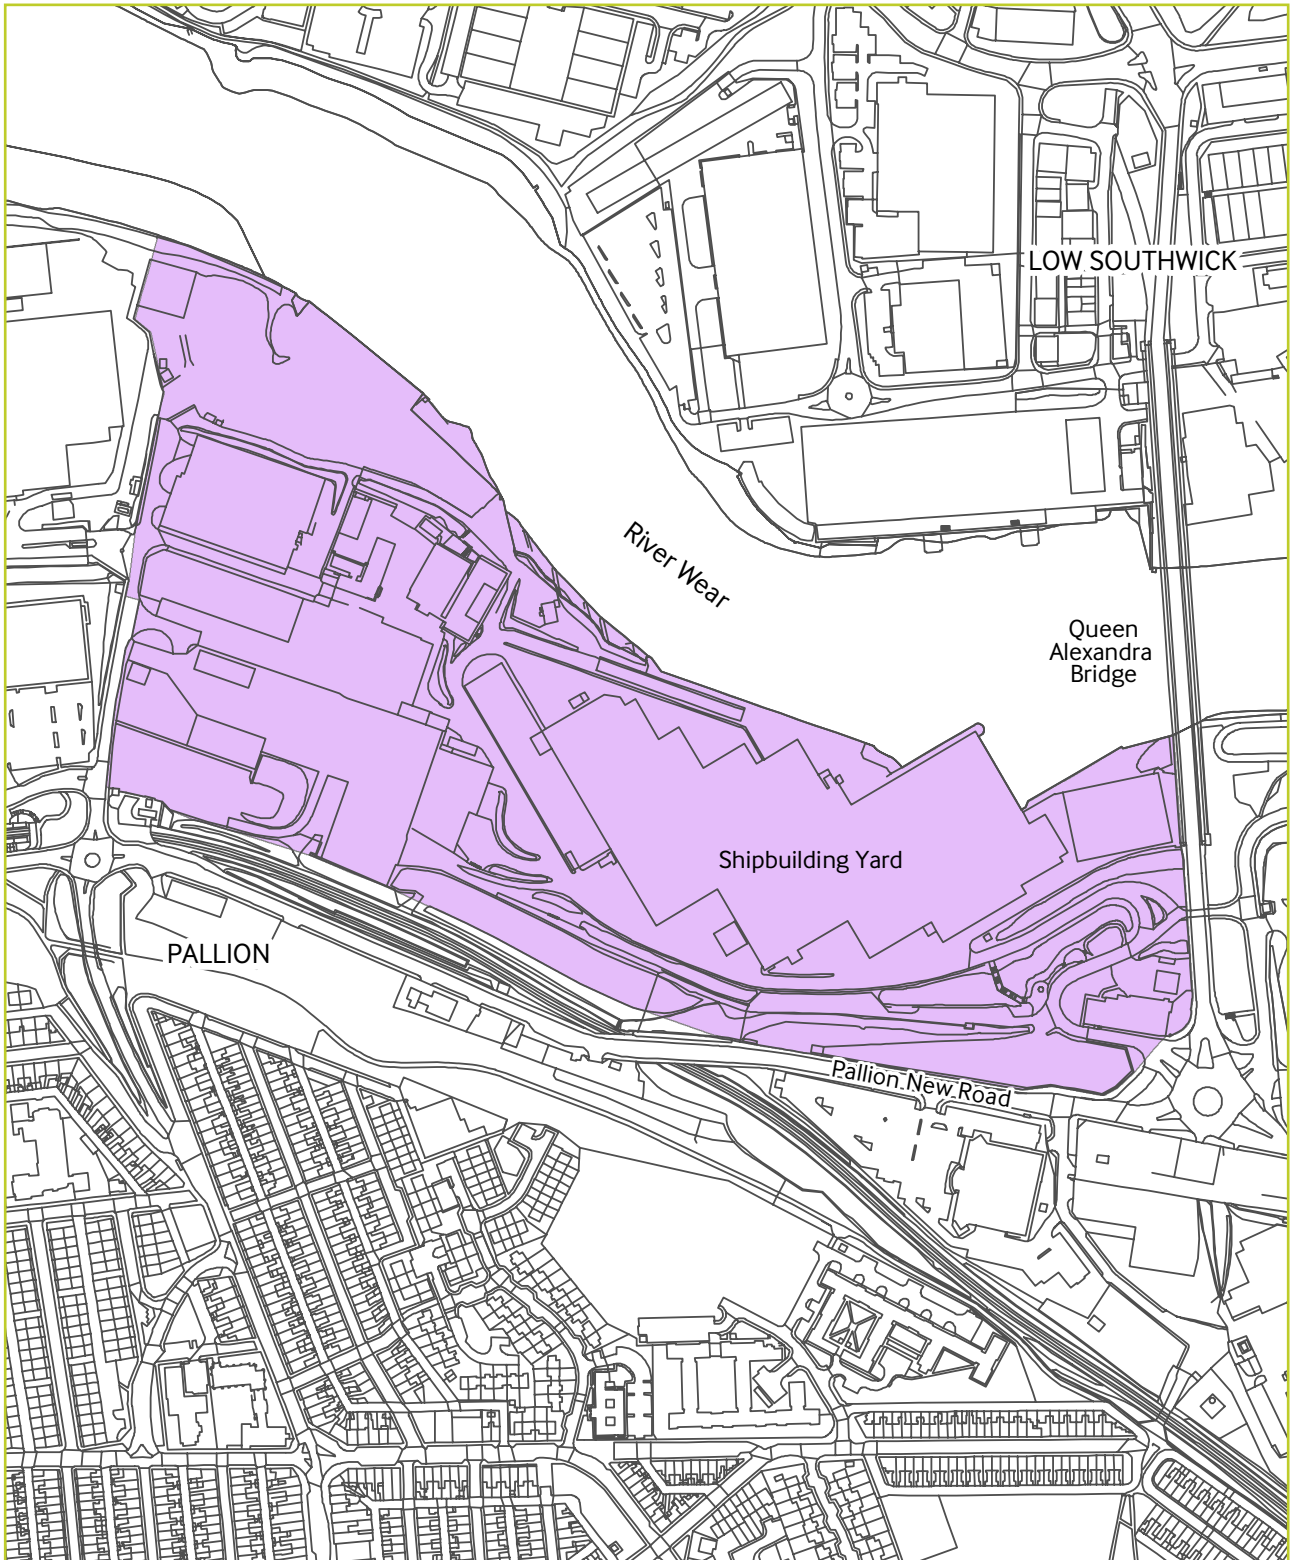 LOW SOUTHWICK
River Wear
Queen
Alexandra
Bridge
Shipbuilding Yard
PALLION
Pallion New Road